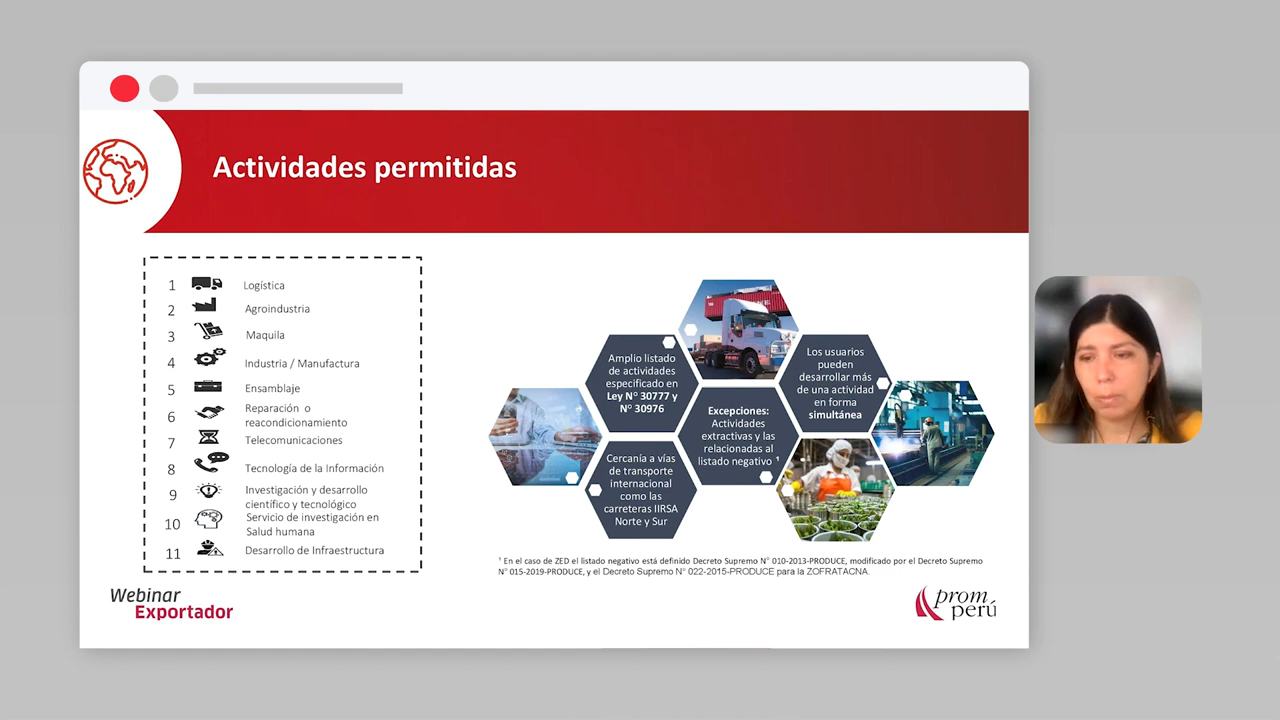 Actividades permitidas
1 Logística
2 Agroindustria
3 Maquila
4 Industria / Manufactura
5 Ensamblaje
6 Reparación o
reacondicionamiento
7 Telecomunicaciones
8 Tecnología de la Información
9 Investigación y desarrollo
científico y tecnológico
10 Servicio de investigación en
Salud humana
11 Desarrollo de Infraestructura
Amplio listado
de actividades
especificado en
Ley N° 30777 y
N° 30976
Cercanía a vías
de transporte
internacional
como las
carreteras IIRSA
Norte y Sur
Excepciones:
Actividades
extractivas y las
relacionadas al
listado negativo ¹
Los usuarios
pueden
desarrollar más
de una actividad
en forma
simultánea
¹ En el caso de ZED el listado negativo está definido Decreto Supremo N° 010-2013-PRODUCE, modificado por el Decreto Supremo
N° 015-2019-PRODUCE, y el Decreto Supremo N° 022-2015-PRODUCE para la ZOFRATACNA.
Webinar
Exportador
prom
perú